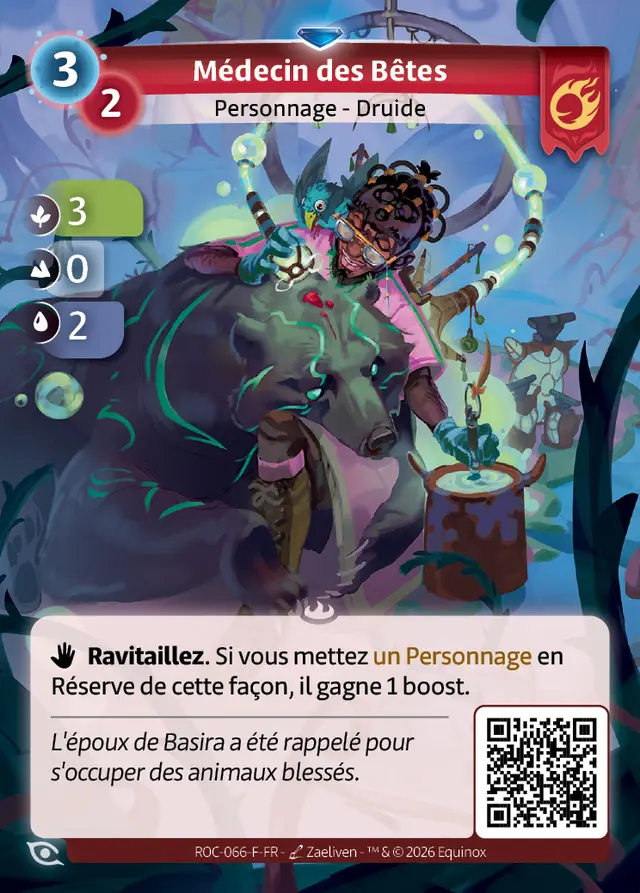 3
2
Médecin des Bêtes
Personnage - Druide
3
0
2
Ravitaillez. Si vous mettez un Personnage en
Réserve de cette façon, il gagne 1 boost.
L'époux de Basira a été rappelé pour
s'occuper des animaux blessés.
ROC-066-F-FR - Zaeliven - ™ & © 2026 Equinox